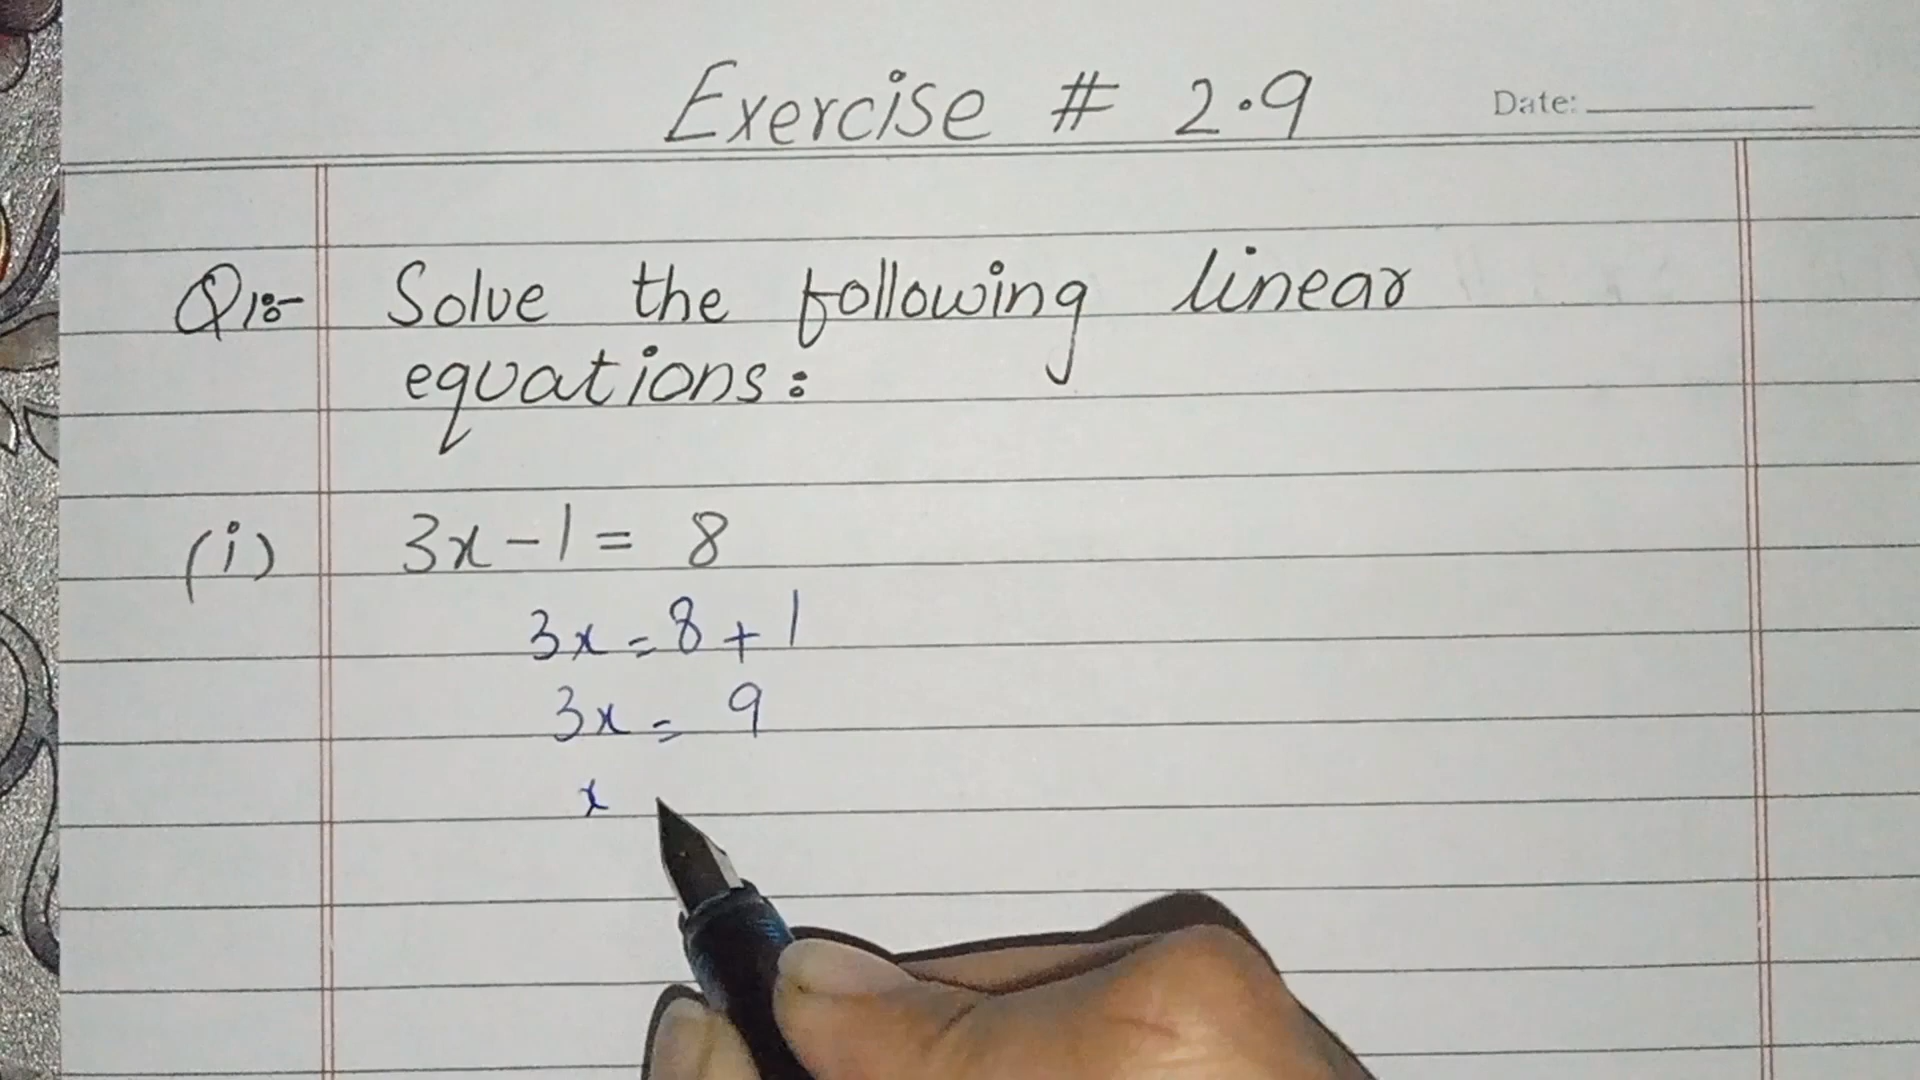 Exercise # 2.9
Date:
Q1:- Solve the following linear
equations:
(i) 3x - 1 = 8
3x = 8 + 1
3x = 9
x